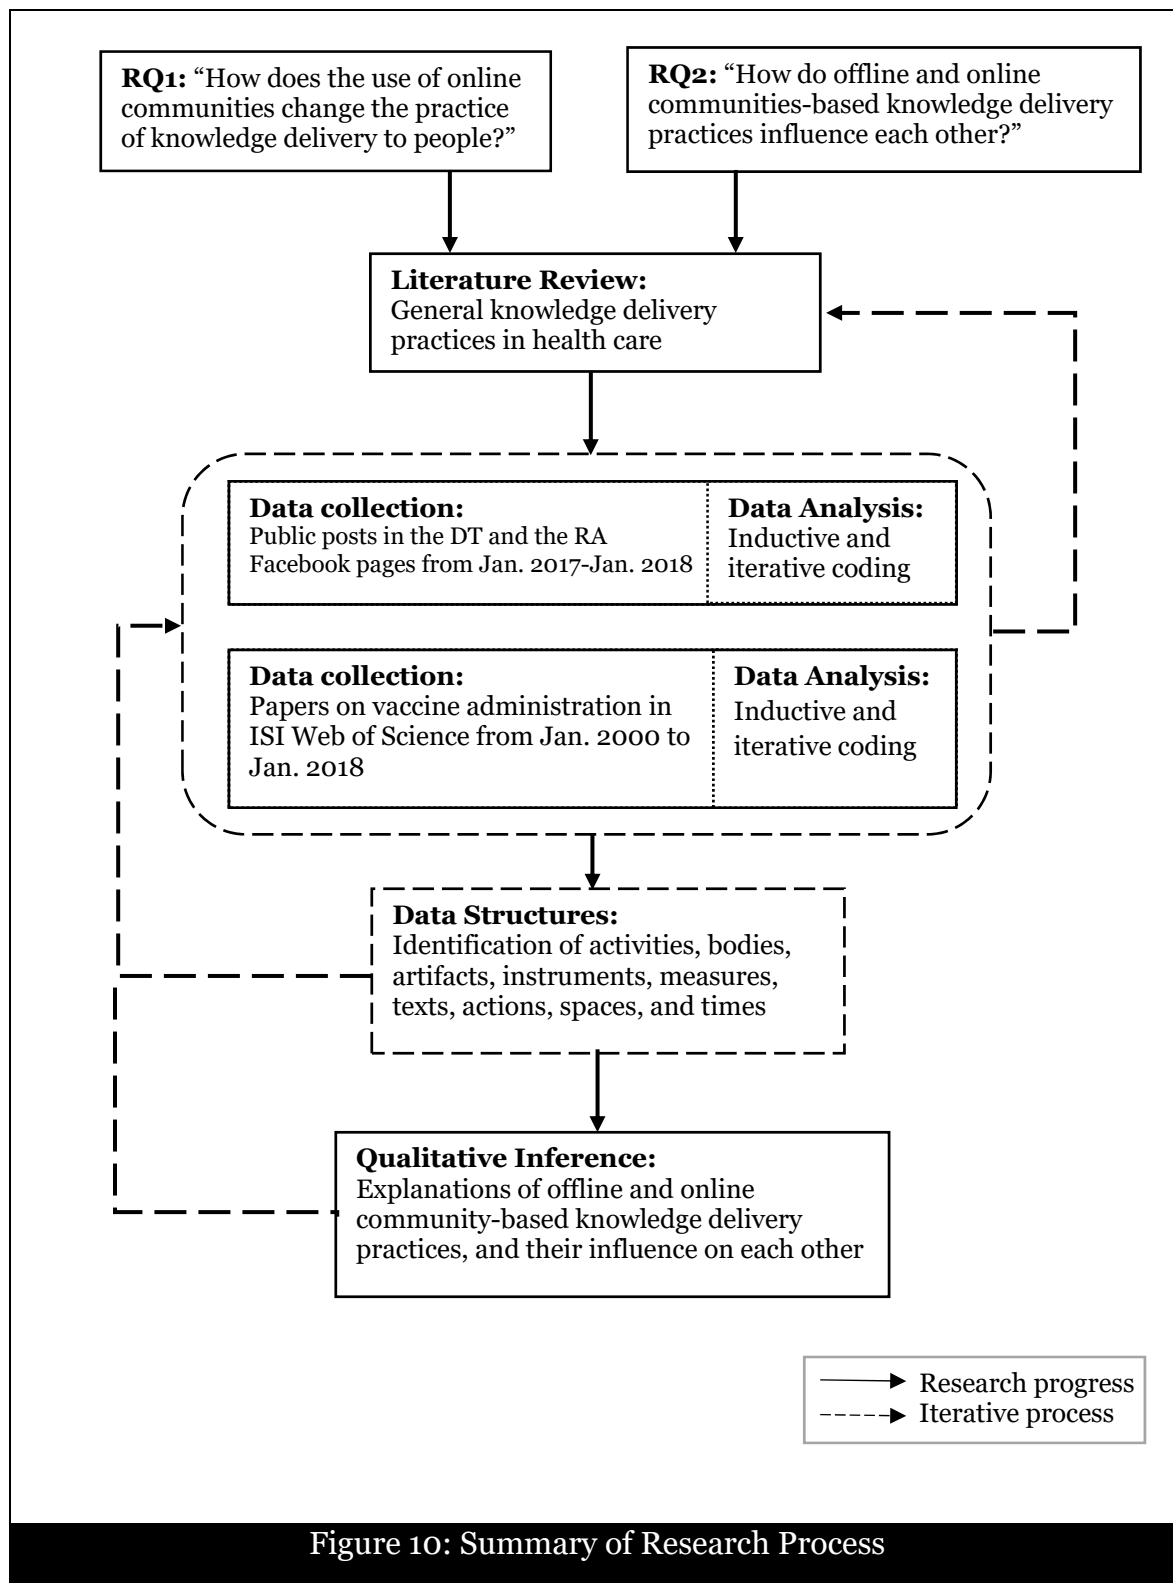 RQ1: “How does the use of online
communities change the practice
of knowledge delivery to people?”
RQ2: “How do offline and online
communities-based knowledge delivery
practices influence each other?”
Literature Review:
General knowledge delivery
practices in health care
Data collection:
Public posts in the DT and the RA
Facebook pages from Jan. 2017-Jan. 2018
Data Analysis:
Inductive and
iterative coding
Data collection:
Papers on vaccine administration in
ISI Web of Science from Jan. 2000 to
Jan. 2018
Data Analysis:
Inductive and
iterative coding
Data Structures:
Identification of activities, bodies,
artifacts, instruments, measures,
texts, actions, spaces, and times
Qualitative Inference:
Explanations of offline and online
community-based knowledge delivery
practices, and their influence on each other
Research progress
Iterative process
Figure 10: Summary of Research Process